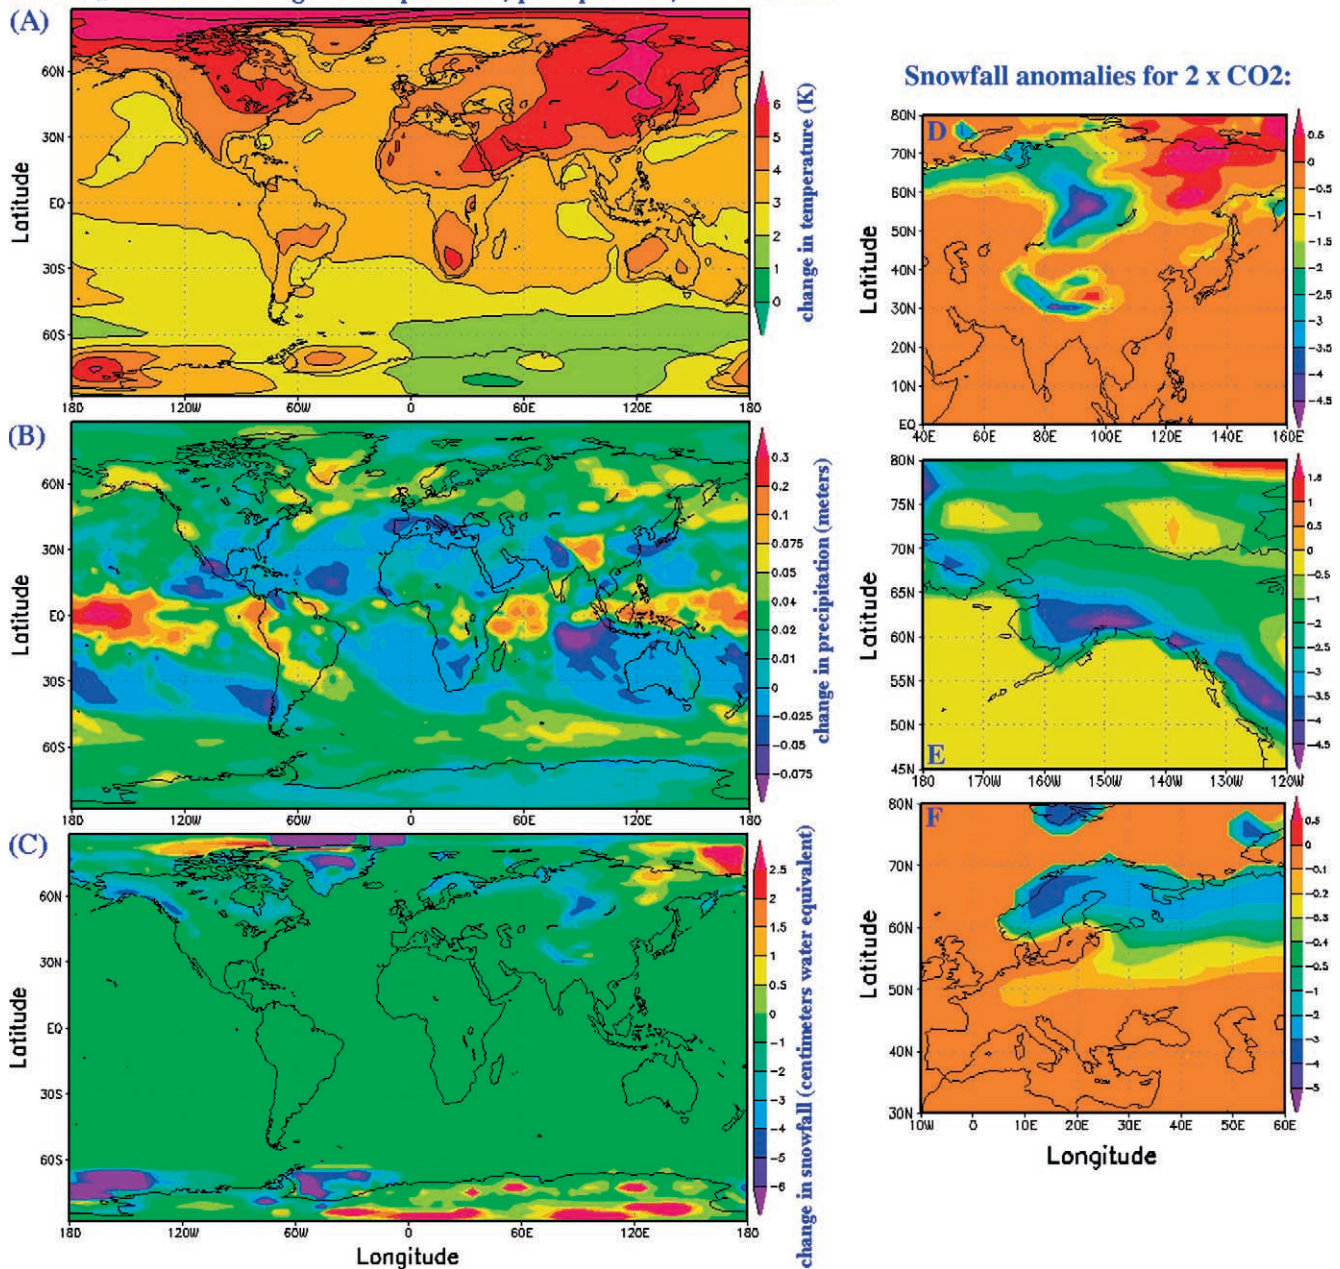 (A)
Latitude
60N
30N
EQ
30S
60S
180
120W
60W
0
60E
120E
180
6
5
4
3
2
1
0
change in temperature (K)
(B)
Latitude
60N
30N
EQ
30S
60S
180
120W
60W
0
60E
120E
180
0.3
0.2
0.1
0.075
0.05
0.04
0.02
0.01
0
-0.025
-0.05
-0.075
change in precipitation (meters)
(C)
Latitude
60N
30N
EQ
30S
60S
180
120W
60W
0
60E
120E
180
Longitude
2.5
2
1.5
1
0.5
0
-1
-2
-3
-4
-5
-6
change in snowfall (centimeters water equivalent)
Snowfall anomalies for 2 x CO2:
D
Latitude
80N
70N
60N
50N
40N
30N
20N
10N
EQ
40E
60E
80E
100E
120E
140E
160E
0.5
0
-0.5
-1
-1.5
-2
-2.5
-3
-3.5
-4
-4.5
E
Latitude
80N
75N
70N
65N
60N
55N
50N
45N
180
170W
160W
150W
140W
130W
120W
1.5
1
0.5
0
-0.5
-1
-1.5
-2
-2.5
-3
-3.5
-4
-4.5
F
Latitude
80N
70N
60N
50N
40N
30N
10W
0
10E
20E
30E
40E
50E
60E
Longitude
0.5
0
-0.1
-0.2
-0.3
-0.4
-0.5
-1
-2
-3
-4
-5